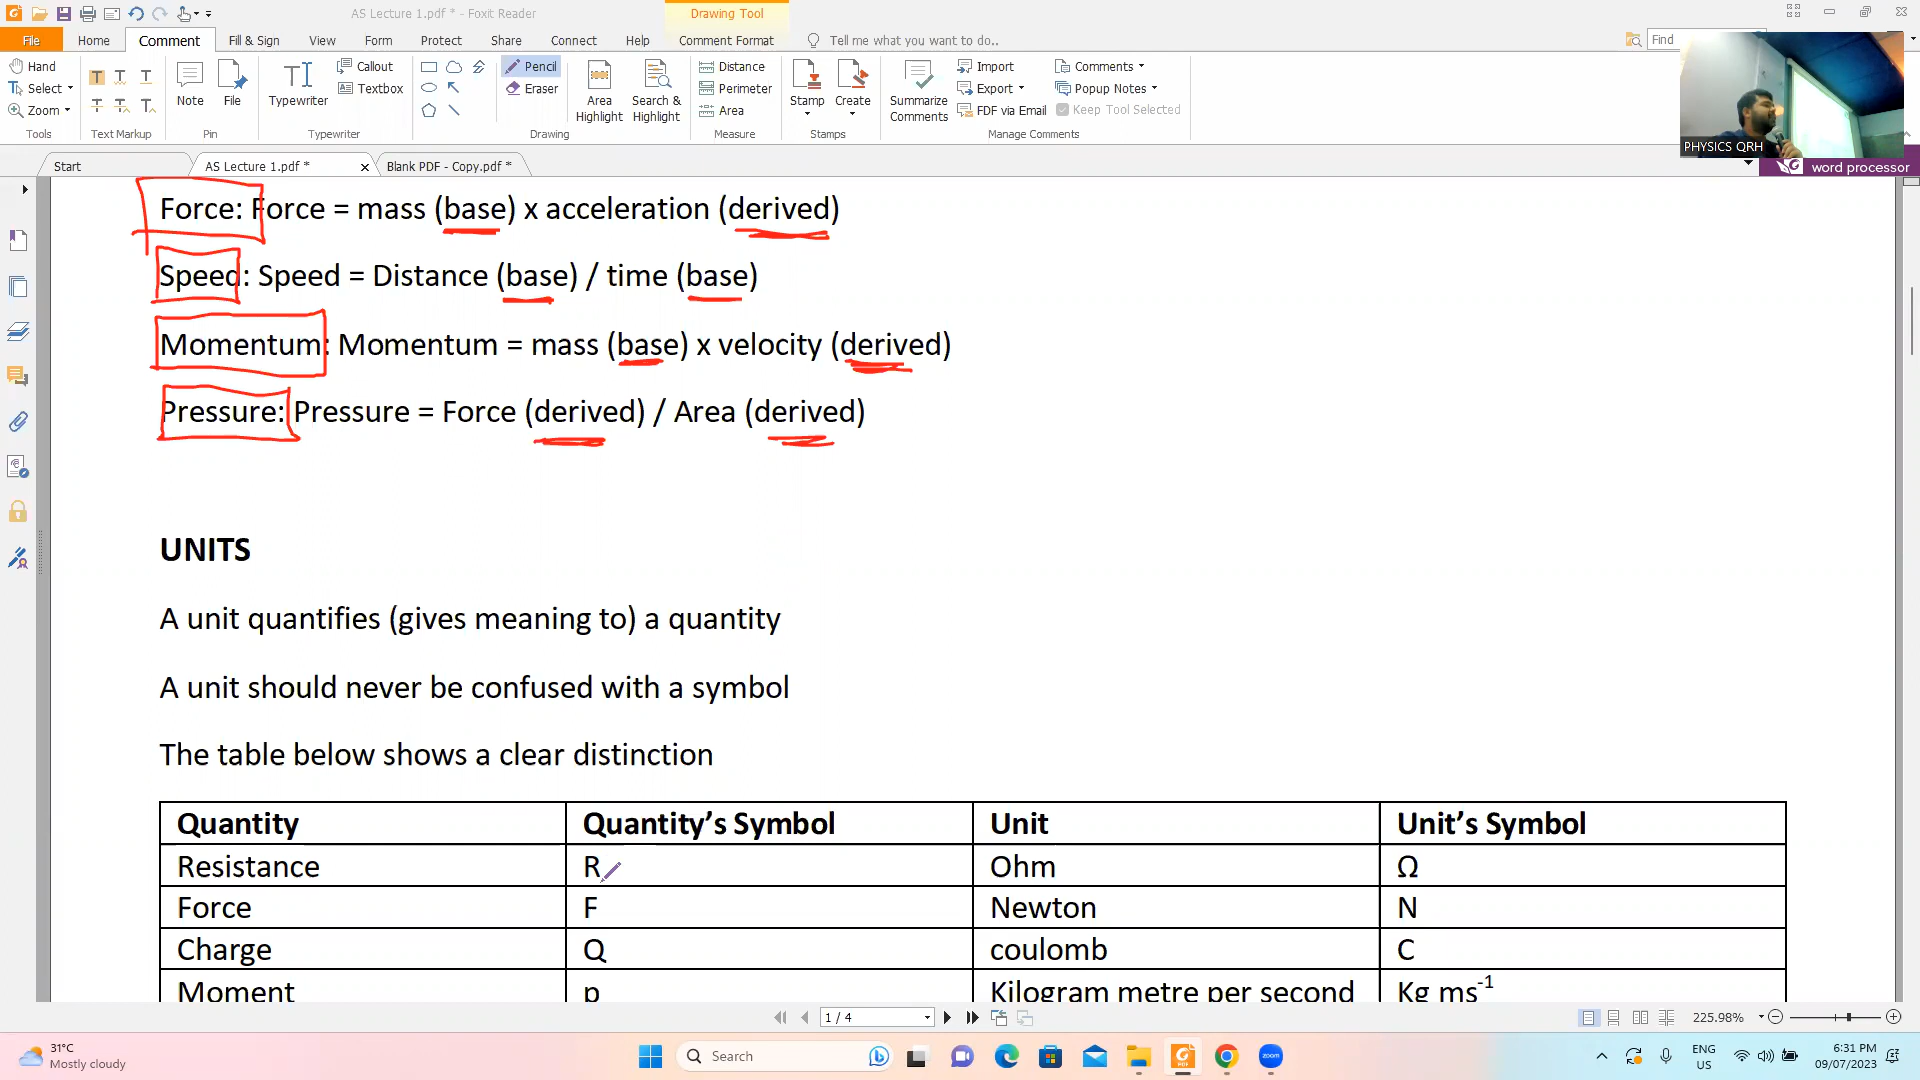 AS Lecture 1.pdf * - Foxit Reader
Drawing Tool
File Home Comment Fill & Sign View Form Protect Share Connect Help Comment Format Tell me what you want to do.. Find
Hand
Select
Zoom
Tools
Text Markup
Note
File
Pin
Typewriter
Callout
Textbox
Typewriter
Pencil
Eraser
Drawing
Area Highlight
Search & Highlight
Distance
Perimeter
Area
Measure
Stamp
Create
Stamps
Summarize Comments
Import
Export
FDF via Email
Comments
Popup Notes
Keep Tool Selected
Manage Comments
PHYSICS QRH
word processor
Start AS Lecture 1.pdf * Blank PDF - Copy.pdf *
Force: Force = mass (base) x acceleration (derived)
Speed: Speed = Distance (base) / time (base)
Momentum: Momentum = mass (base) x velocity (derived)
Pressure: Pressure = Force (derived) / Area (derived)
UNITS
A unit quantifies (gives meaning to) a quantity
A unit should never be confused with a symbol
The table below shows a clear distinction
Quantity Quantity's Symbol Unit Unit's Symbol
Resistance R Ohm Ω
Force F Newton N
Charge Q coulomb C
Moment p Kilogram metre per second Kg ms⁻¹
1 / 4
225.98%
31°C
Mostly cloudy
Search
zoom
ENG
US
6:31 PM
09/07/2023